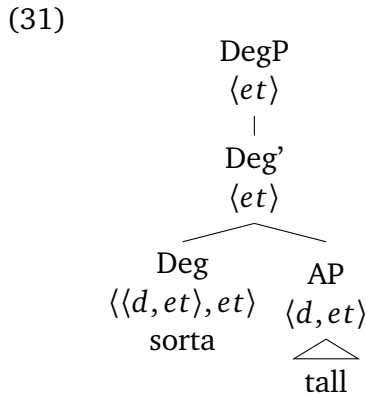 (31)
DegP
⟨et⟩
Deg’
⟨et⟩
Deg AP
⟨⟨d, et⟩, et⟩ ⟨d, et⟩
sorta
tall